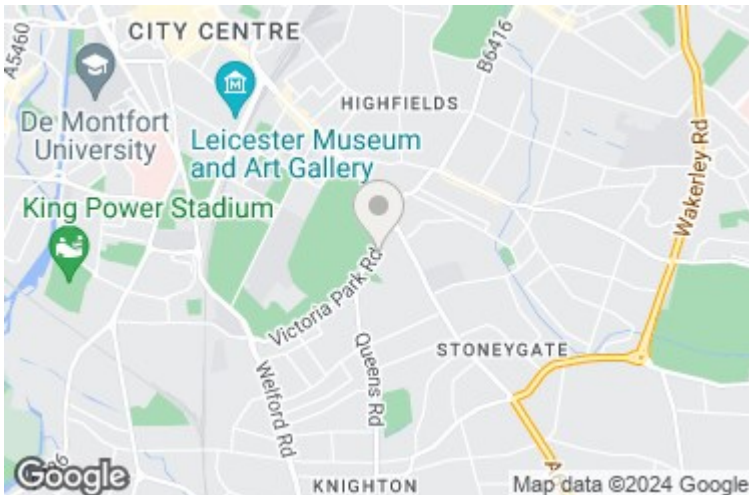 A5460
CITY CENTRE
B6416
HIGHFIELDS
De Montfort
University
Leicester Museum
and Art Gallery
Wakerley Rd
King Power Stadium
Victoria Park Rd
Queens Rd
STONEYGATE
Welford Rd
KNIGHTON
Google
Map data ©2024 Google